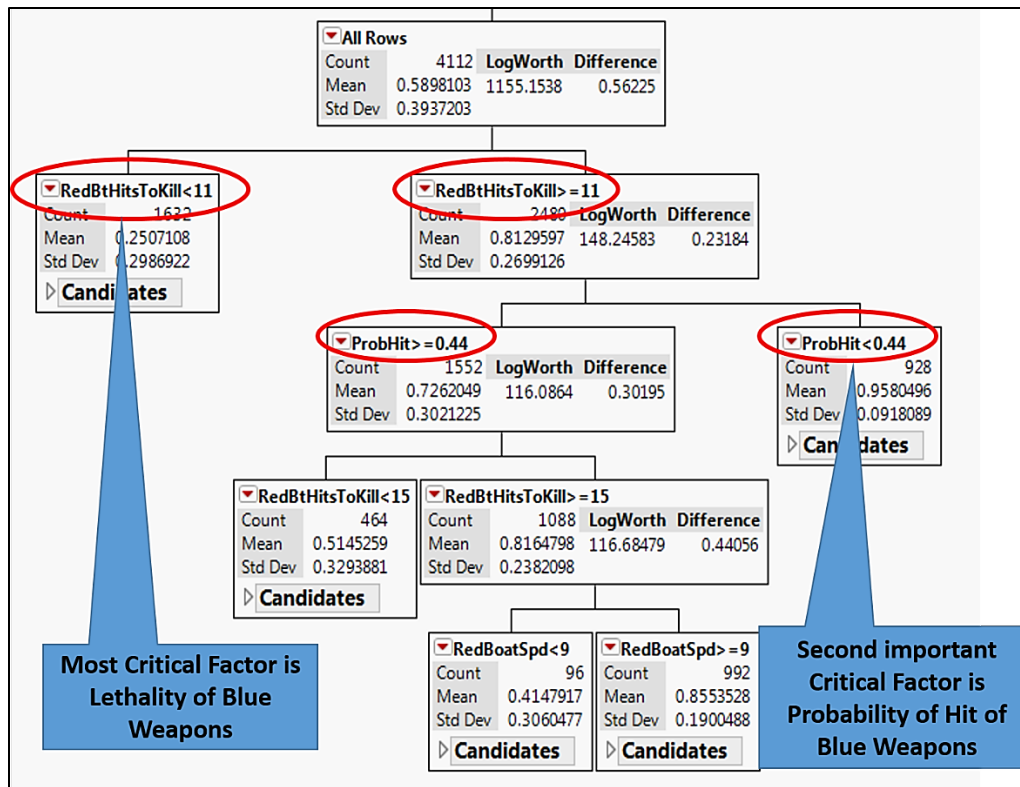 All Rows
Count 4112 LogWorth Difference
Mean 0.5898103 1155.1538 0.56225
Std Dev 0.3937203
RedBtHitsToKill<11
Count 1632
Mean 0.2507108
Std Dev 0.2986922
Candidates
RedBtHitsToKill>=11
Count 2480 LogWorth Difference
Mean 0.8129597 148.24583 0.23184
Std Dev 0.2699126
ProbHit>=0.44
Count 1552 LogWorth Difference
Mean 0.7262049 116.0864 0.30195
Std Dev 0.3021225
ProbHit<0.44
Count 928
Mean 0.9580496
Std Dev 0.0918089
Candidates
RedBtHitsToKill<15
Count 464
Mean 0.5145259
Std Dev 0.3293881
Candidates
RedBtHitsToKill>=15
Count 1088 LogWorth Difference
Mean 0.8164798 116.68479 0.44056
Std Dev 0.2382098
RedBoatSpd<9
Count 96
Mean 0.4147917
Std Dev 0.3060477
Candidates
RedBoatSpd>=9
Count 992
Mean 0.8553528
Std Dev 0.1900488
Candidates
Most Critical Factor is
Lethality of Blue
Weapons
Second important
Critical Factor is
Probability of Hit of
Blue Weapons